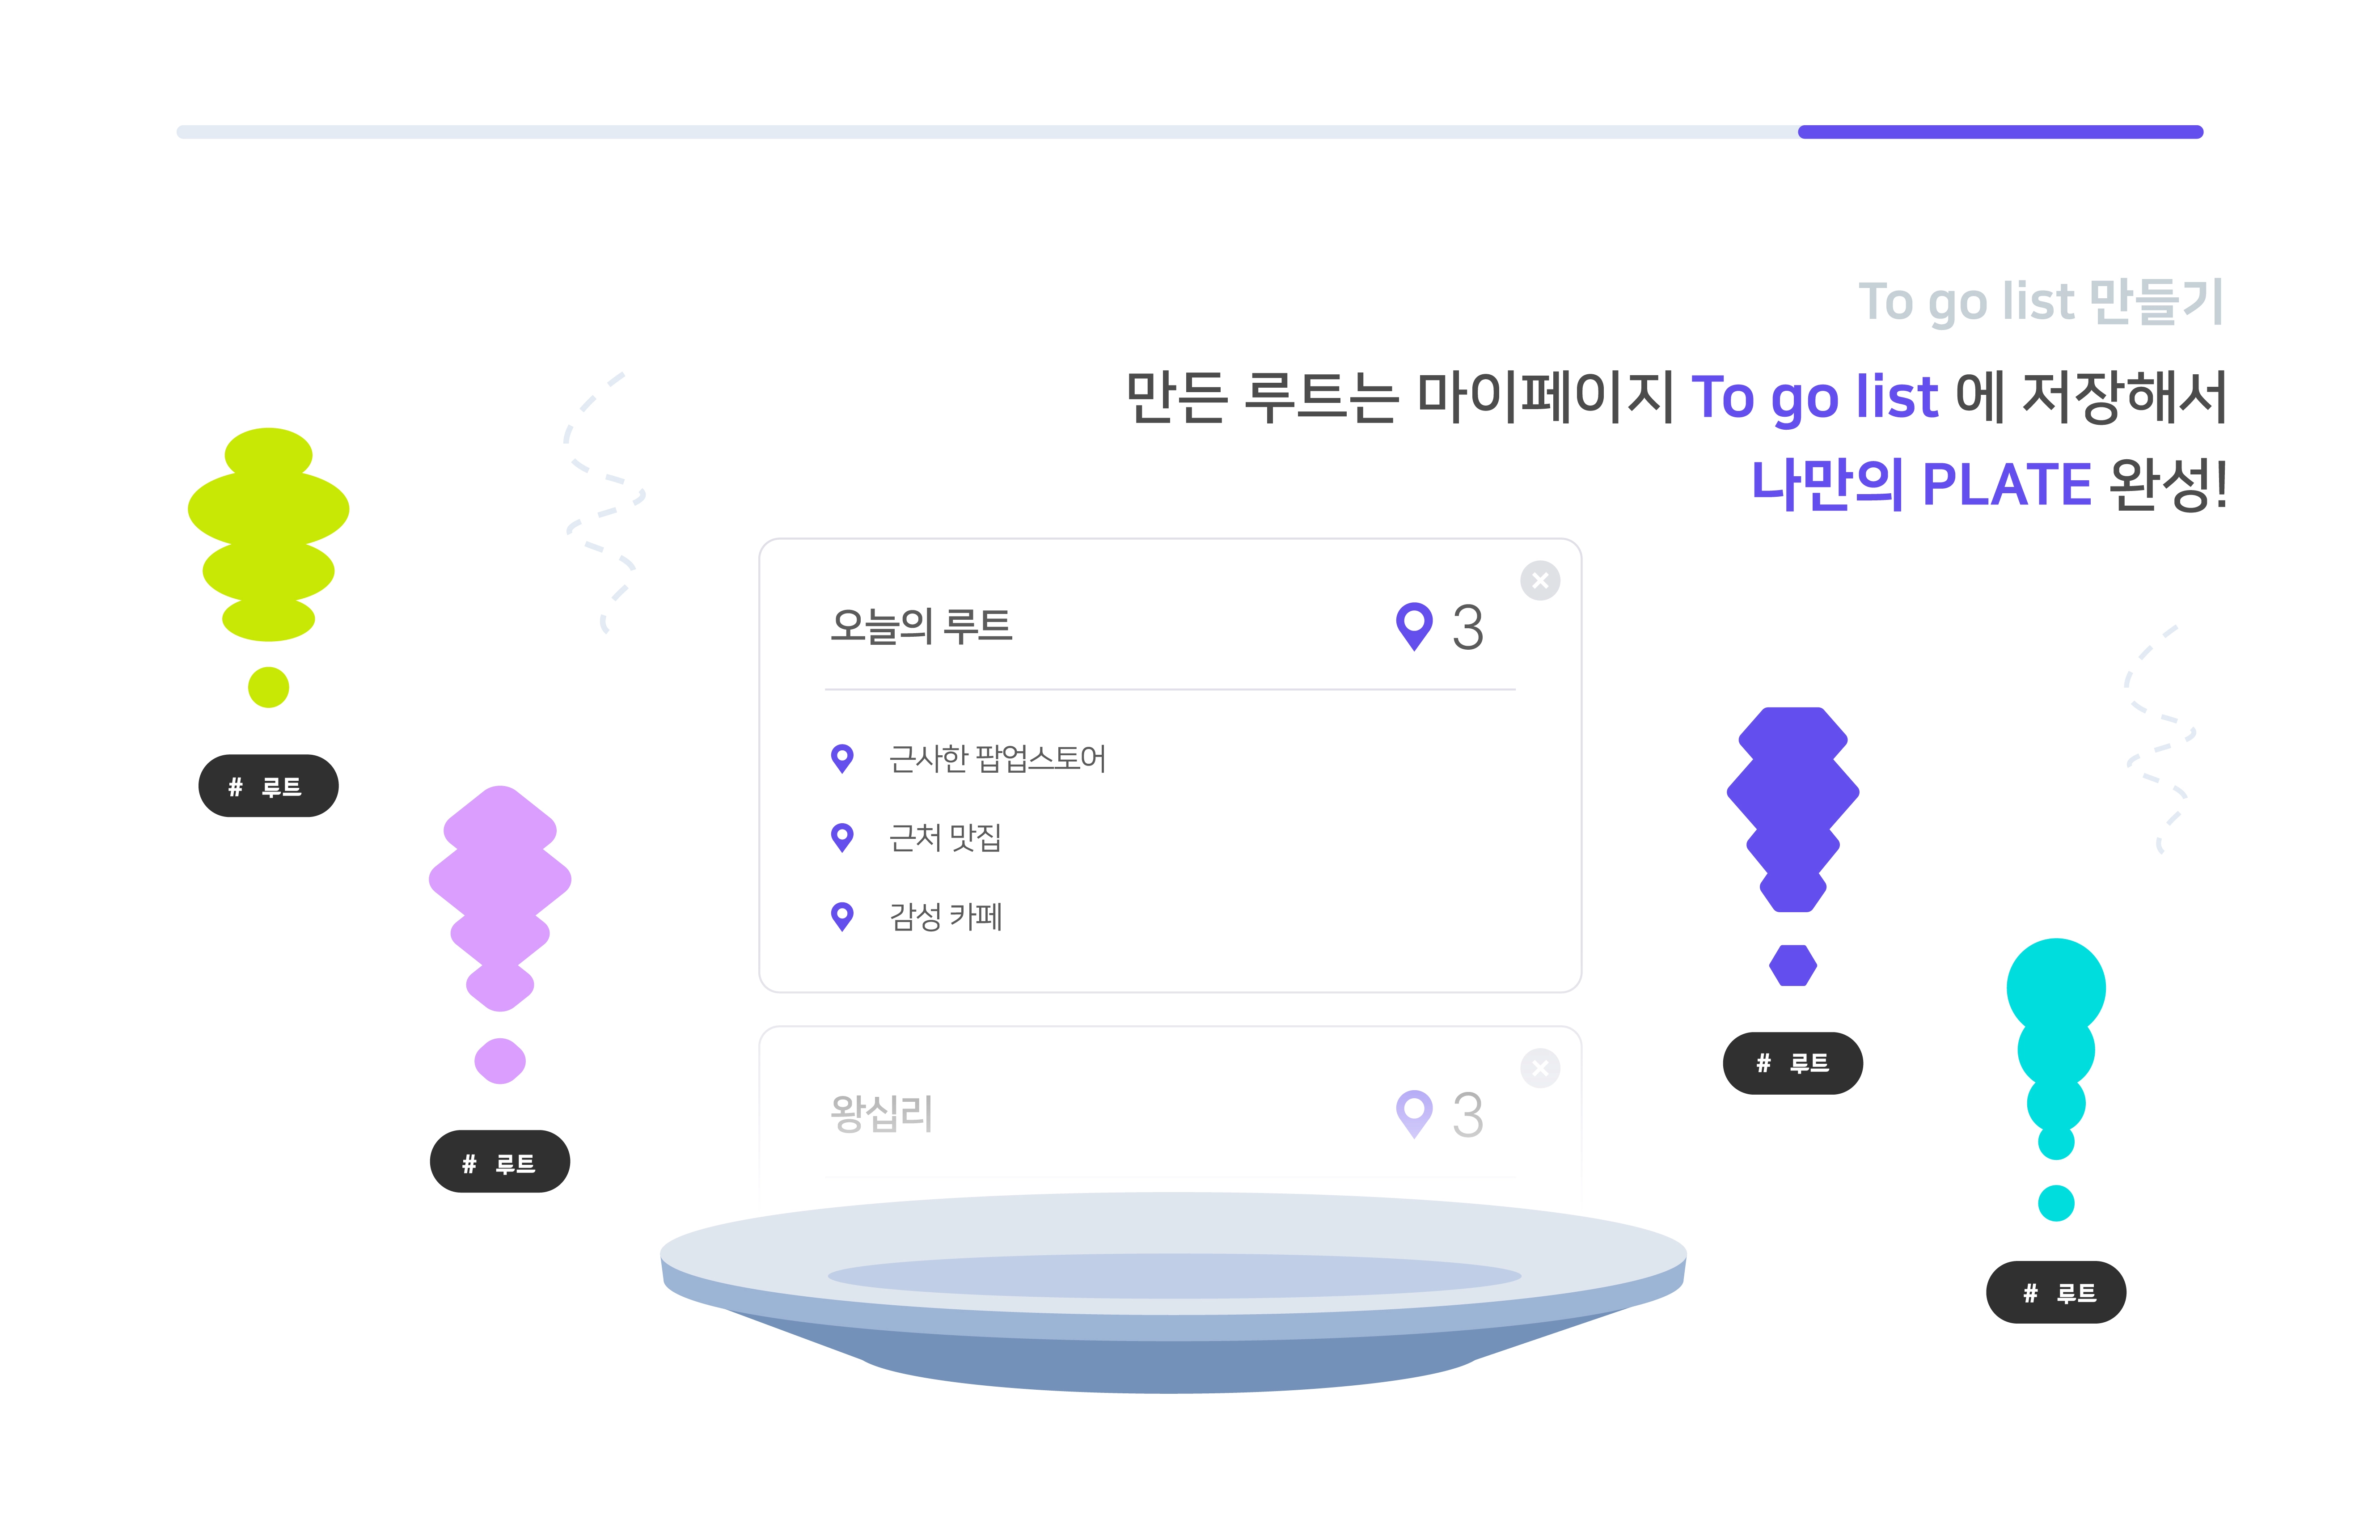 To go list 만들기
만든 루트는 마이페이지 To go list 에 저장해서
나만의 PLATE 완성!
오늘의 루트
3
근사한 팝업스토어
근처 맛집
감성 카페
왕십리
3
# 루트
# 루트
# 루트
# 루트